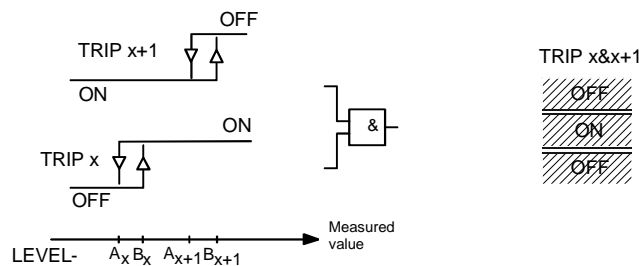 OFF
TRIP x+1
ON
ON
TRIP x
OFF
&
TRIP x&x+1
OFF
ON
OFF
LEVEL- Ax Bx Ax+1 Bx+1
Measured
value